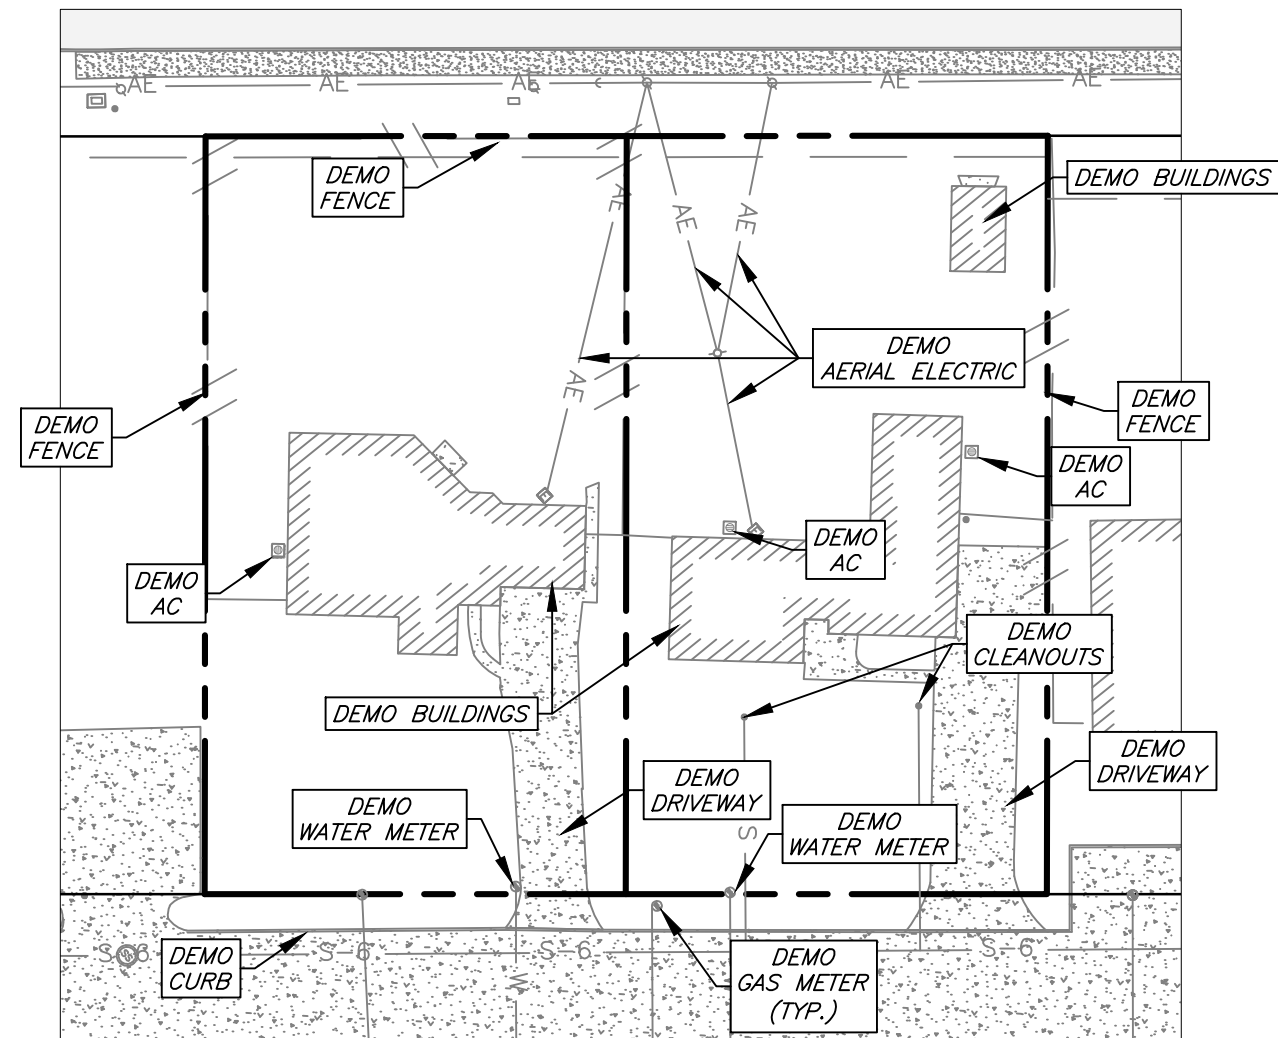 AE
AE
AE
AE
AE
DEMO
FENCE
DEMO BUILDINGS
AE
AE
AE
DEMO
AERIAL ELECTRIC
AE
DEMO
FENCE
DEMO
FENCE
DEMO
AC
DEMO
AC
DEMO
AC
DEMO
CLEANOUTS
DEMO BUILDINGS
DEMO
DRIVEWAY
DEMO
DRIVEWAY
DEMO
WATER METER
DEMO
WATER METER
S
S-6
DEMO
CURB
S-6
S-6
S-6
DEMO
GAS METER
(TYP.)
W